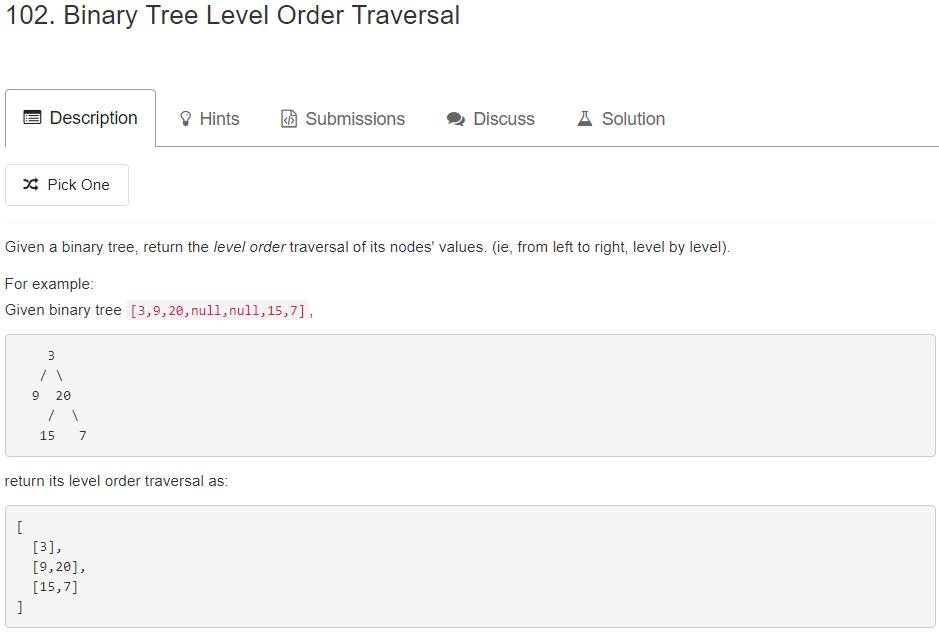 102. Binary Tree Level Order Traversal
Description Hints Submissions Discuss Solution
Pick One
Given a binary tree, return the level order traversal of its nodes' values. (ie, from left to right, level by level).
For example:
Given binary tree [3,9,20,null,null,15,7],
    3
   / \
  9  20
    /  \
   15   7
return its level order traversal as:
[
  [3],
  [9,20],
  [15,7]
]